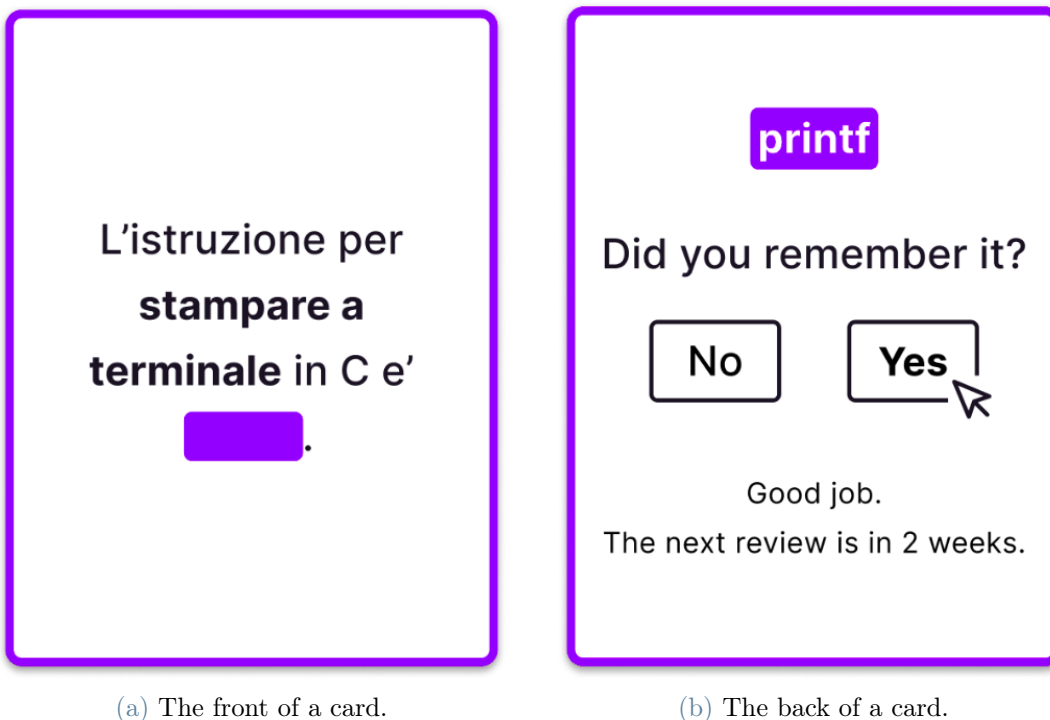 L’istruzione per
stampare a
terminale in C e’
.
printf
Did you remember it?
No
Yes
Good job.
The next review is in 2 weeks.
(a) The front of a card.
(b) The back of a card.